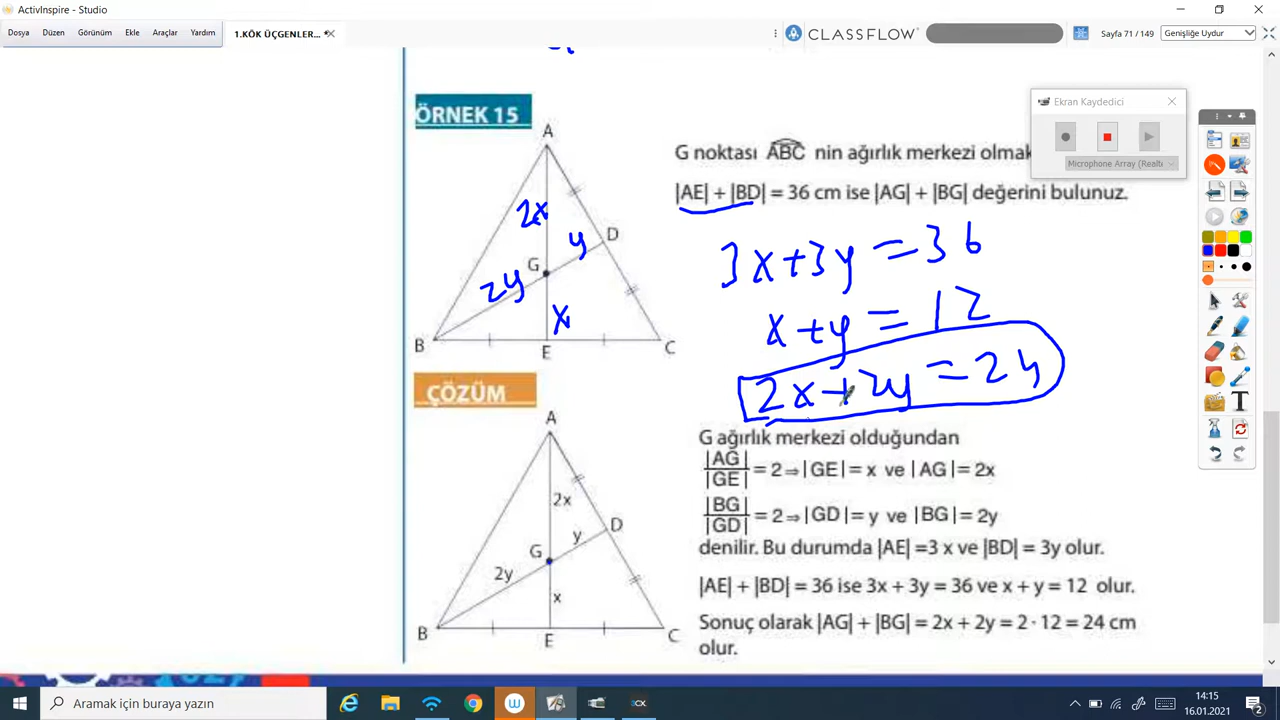 ActivInspire - Studio
Dosya Düzen Görünüm Ekle Araçlar Yardım
1.KÖK ÜÇGENLER...
CLASSFLOW
Sayfa 71 / 149
Genişliğe Uydur
ÖRNEK 15
Ekran Kaydedici
Microphone Array (Realt
G noktası ABC nin ağırlık merkezi olmak
|AE| + |BD| = 36 cm ise |AG| + |BG| değerini bulunuz.
A
2x
y
D
G
2y
x
B
E
C
3x+3y=36
x+y=12
2x+2y=24
ÇÖZÜM
A
2x
D
y
G
2y
x
B
E
C
G ağırlık merkezi olduğundan
|AG|/|GE| = 2 ⇒ |GE| = x ve |AG| = 2x
|BG|/|GD| = 2 ⇒ |GD| = y ve |BG| = 2y
denilir. Bu durumda |AE| =3 x ve |BD| = 3y olur.
|AE| + |BD| = 36 ise 3x + 3y = 36 ve x + y = 12 olur.
Sonuç olarak |AG| + |BG| = 2x + 2y = 2 · 12 = 24 cm
olur.
Aramak için buraya yazın
14:15
16.01.2021
2